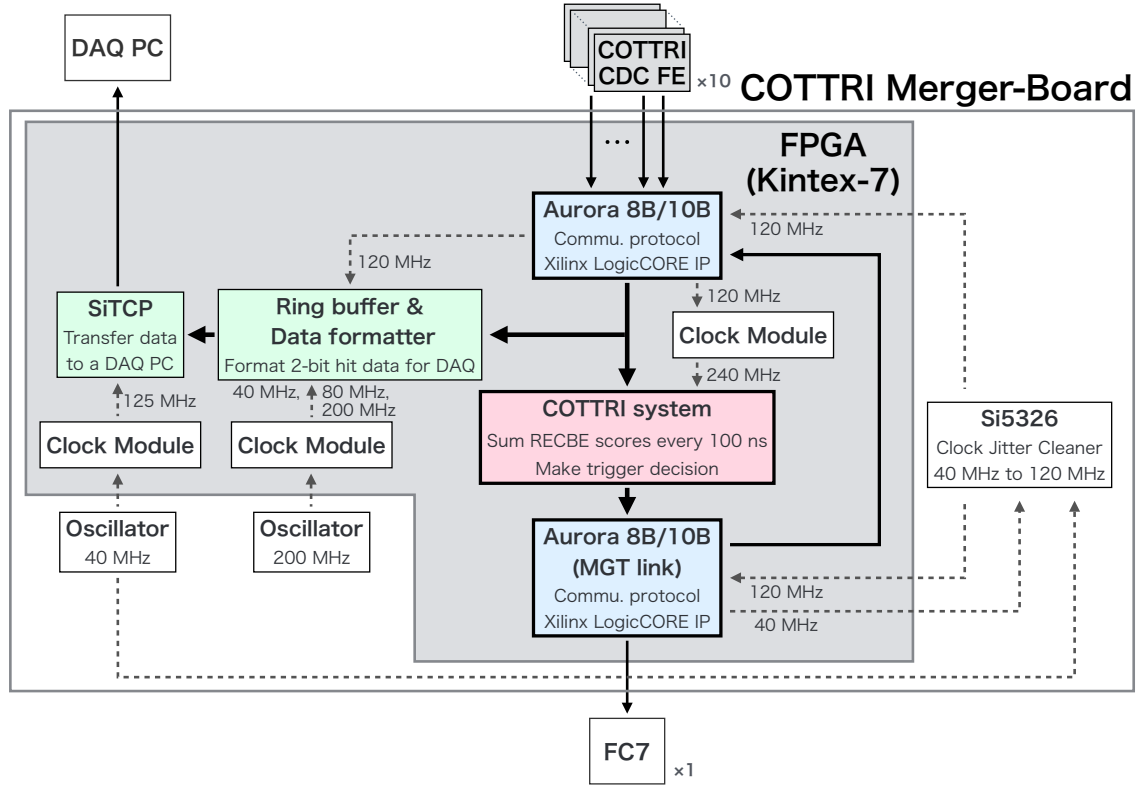 DAQ PC
COTTRI
CDC FE
×10
COTTRI Merger-Board
...
FPGA
(Kintex-7)
Aurora 8B/10B
Commu. protocol
Xilinx LogicCORE IP
120 MHz
120 MHz
120 MHz
SiTCP
Transfer data
to a DAQ PC
Ring buffer &
Data formatter
Format 2-bit hit data for DAQ
Clock Module
240 MHz
125 MHz
40 MHz,
80 MHz,
200 MHz
COTTRI system
Sum RECBE scores every 100 ns
Make trigger decision
Si5326
Clock Jitter Cleaner
40 MHz to 120 MHz
Clock Module
Clock Module
Oscillator
40 MHz
Oscillator
200 MHz
Aurora 8B/10B
(MGT link)
Commu. protocol
Xilinx LogicCORE IP
120 MHz
40 MHz
FC7
×1